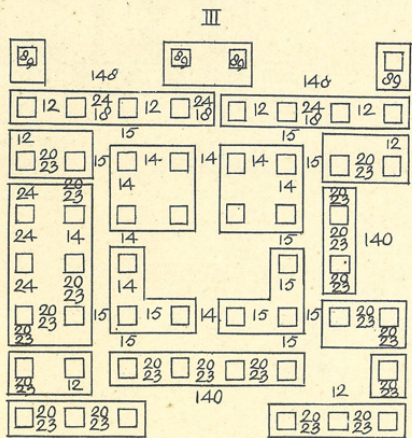 III
89 89 89 89
148 148
12 24/18 12 24/18 12 24/18 12
15 15
12 12
20/23 15 14 14 14 15 20/23
24 20/23 14 14 20/23
24 14 20/23 140
14 15
24 20/23 14 15 20/23
20/23 20/23 15 15 14 15 15 20/23
15 15
20/23 12 20/23 20/23 20/23 20/23
140 12
20/23 20/23 20/23 20/23